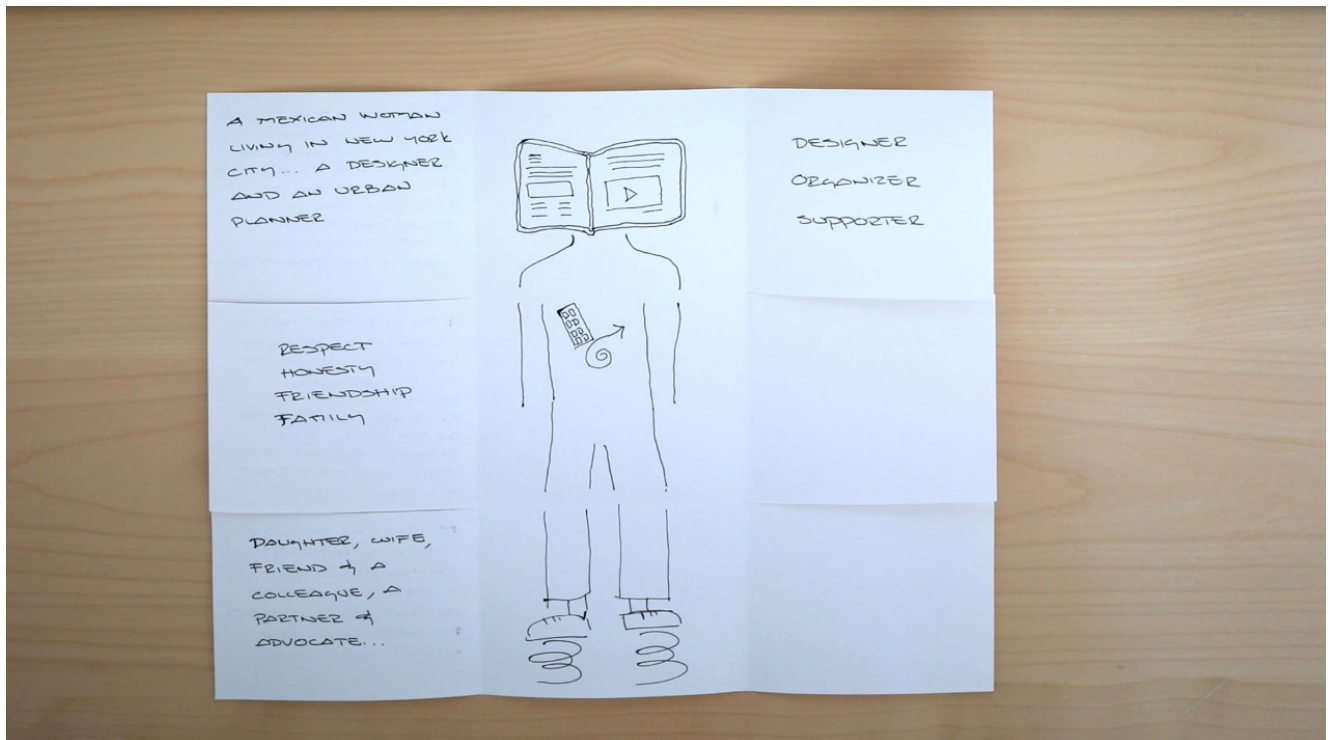 A MEXICAN WOMAN
LIVING IN NEW YORK
CITY... A DESIGNER
AND AN URBAN
PLANNER
DESIGNER
ORGANIZER
SUPPORTER
RESPECT
HONESTY
FRIENDSHIP
FAMILY
DAUGHTER, WIFE,
FRIEND & A
COLLEAGUE, A
PARTNER &
ADVOCATE...